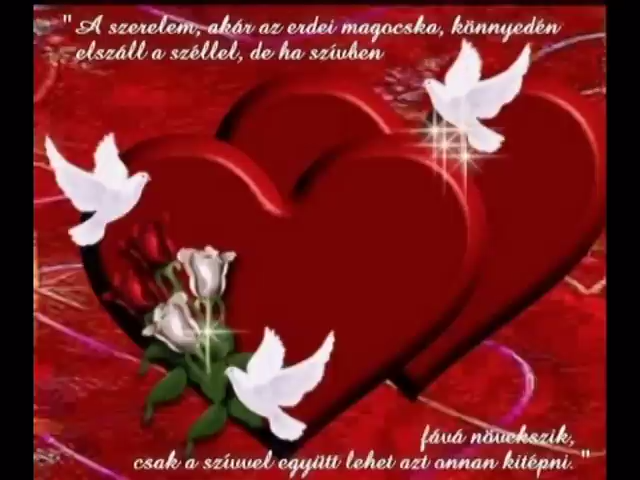 "A szerelem, akár az erdei magocska, könnyedén
elszáll a széllel, de ha szívben
fává növekszik,
csak a szívvel együtt lehet azt onnan kitépni."